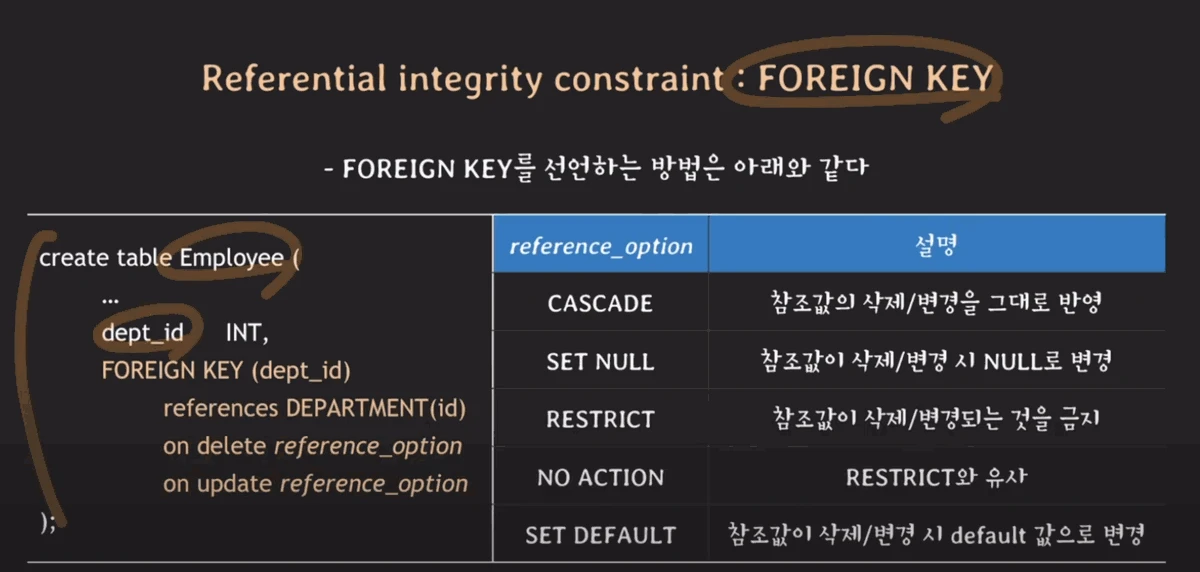 Referential integrity constraint : FOREIGN KEY
- FOREIGN KEY를 선언하는 방법은 아래와 같다
create table Employee (
...
dept_id INT,
FOREIGN KEY (dept_id)
references DEPARTMENT(id)
on delete reference_option
on update reference_option
);
reference_option 설명
CASCADE 참조값의 삭제/변경을 그대로 반영
SET NULL 참조값이 삭제/변경 시 NULL로 변경
RESTRICT 참조값이 삭제/변경되는 것을 금지
NO ACTION RESTRICT와 유사
SET DEFAULT 참조값이 삭제/변경 시 default 값으로 변경